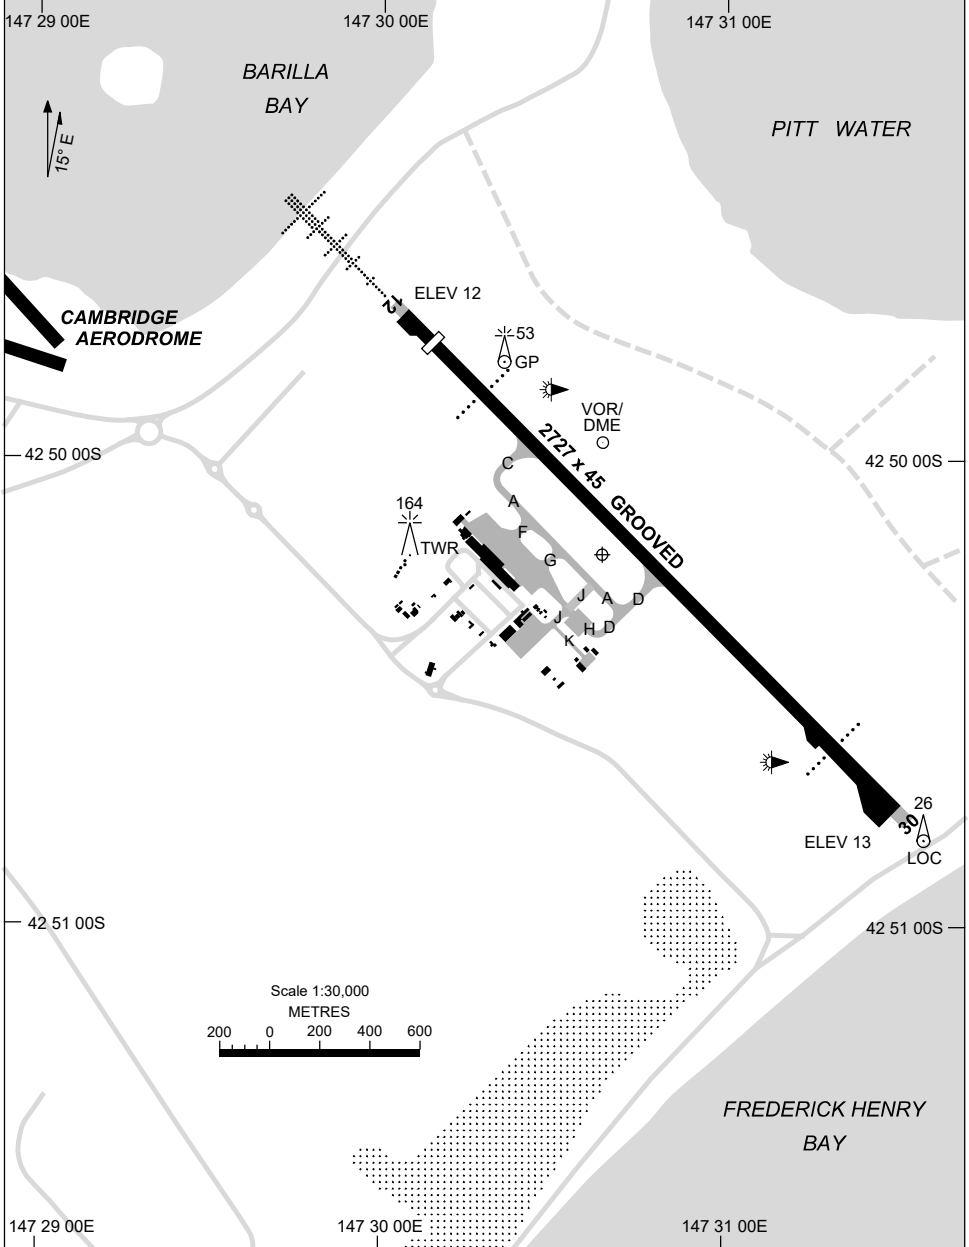 147 29 00E
147 30 00E
147 31 00E
BARILLA
BAY
PITT WATER
15° E
12
ELEV 12
CAMBRIDGE
AERODROME
53
GP
VOR/
DME
2727 x 45 GROOVED
42 50 00S
42 50 00S
C
164
A
F
TWR
G
J
A
D
J
H
D
K
26
30
ELEV 13
LOC
42 51 00S
42 51 00S
Scale 1:30,000
METRES
200 0 200 400 600
FREDERICK HENRY
BAY
147 29 00E
147 30 00E
147 31 00E